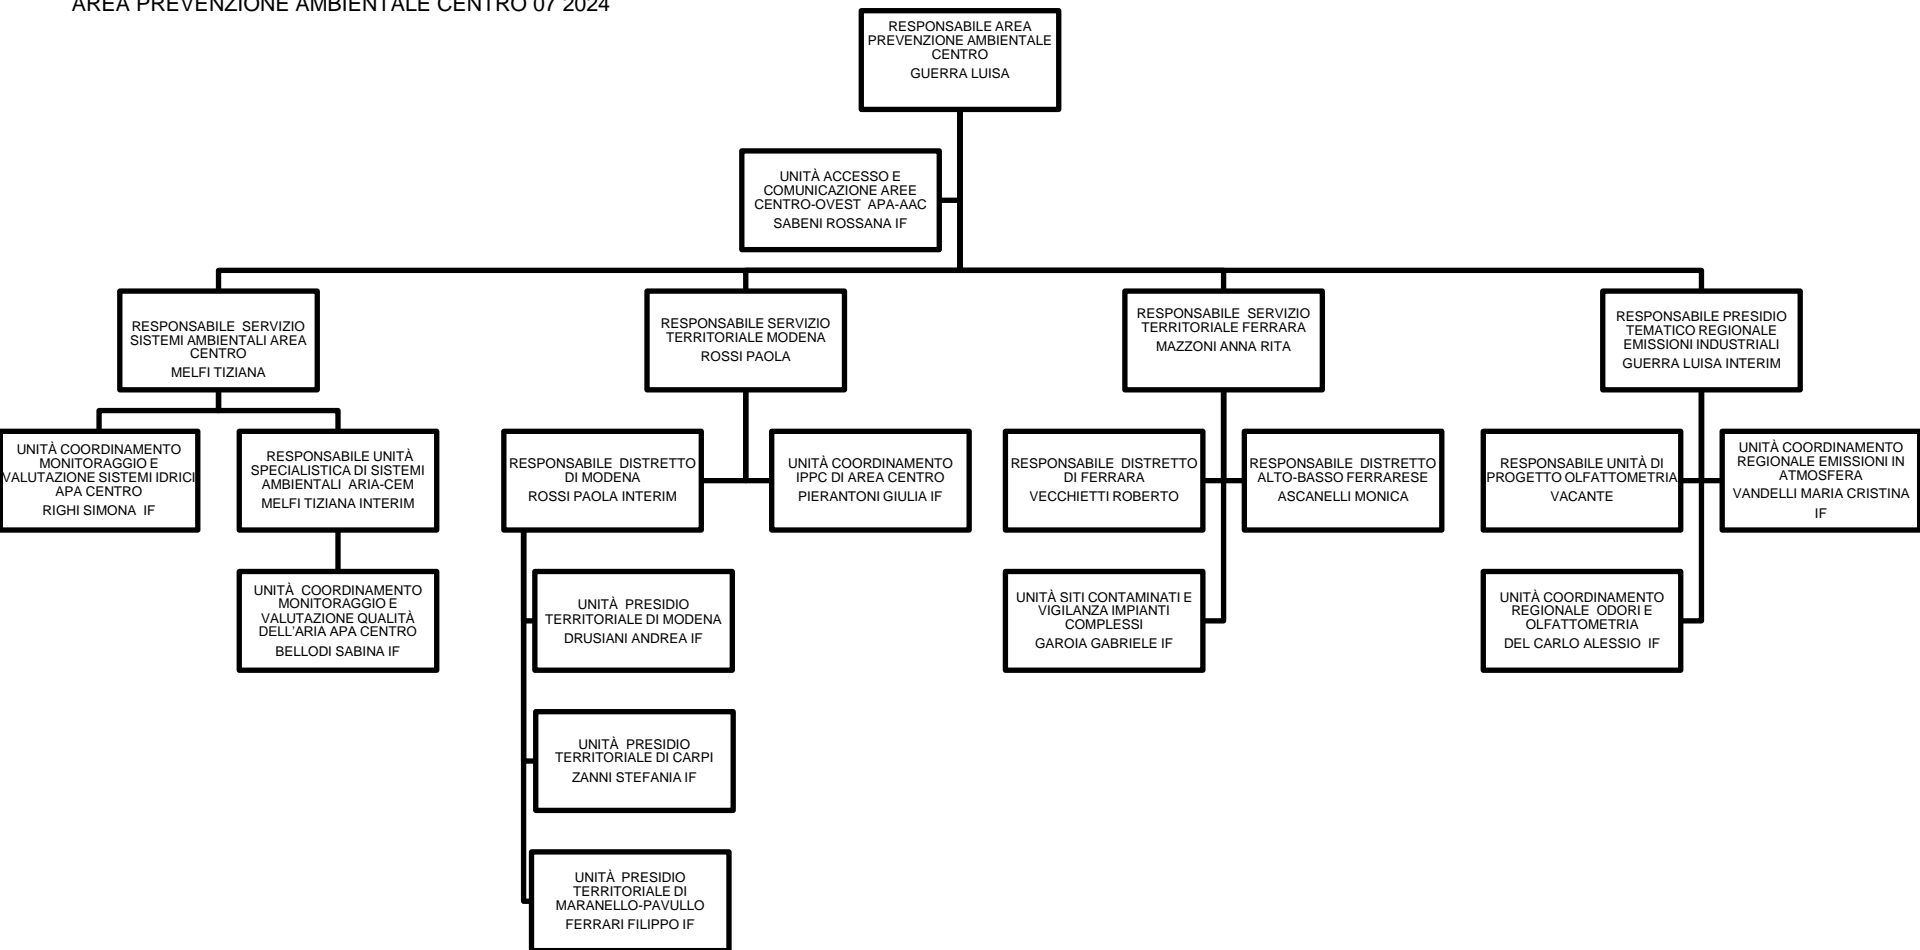 AREA PREVENZIONE AMBIENTALE CENTRO 07 2024
RESPONSABILE AREA
PREVENZIONE AMBIENTALE
CENTRO
GUERRA LUISA
UNITÀ ACCESSO E
COMUNICAZIONE AREE
CENTRO-OVEST APA-AAC
SABENI ROSSANA IF
RESPONSABILE SERVIZIO
SISTEMI AMBIENTALI AREA
CENTRO
MELFI TIZIANA
RESPONSABILE SERVIZIO
TERRITORIALE MODENA
ROSSI PAOLA
RESPONSABILE SERVIZIO
TERRITORIALE FERRARA
MAZZONI ANNA RITA
RESPONSABILE PRESIDIO
TEMATICO REGIONALE
EMISSIONI INDUSTRIALI
GUERRA LUISA INTERIM
UNITÀ COORDINAMENTO
MONITORAGGIO E
VALUTAZIONE SISTEMI IDRICI
APA CENTRO
RIGHI SIMONA IF
RESPONSABILE UNITÀ
SPECIALISTICA DI SISTEMI
AMBIENTALI ARIA-CEM
MELFI TIZIANA INTERIM
RESPONSABILE DISTRETTO
DI MODENA
ROSSI PAOLA INTERIM
UNITÀ COORDINAMENTO
IPPC DI AREA CENTRO
PIERANTONI GIULIA IF
RESPONSABILE DISTRETTO
DI FERRARA
VECCHIETTI ROBERTO
RESPONSABILE DISTRETTO
ALTO-BASSO FERRARESE
ASCANELLI MONICA
RESPONSABILE UNITÀ DI
PROGETTO OLFATTOMETRIA
VACANTE
UNITÀ COORDINAMENTO
REGIONALE EMISSIONI IN
ATMOSFERA
VANDELLI MARIA CRISTINA
IF
UNITÀ COORDINAMENTO
MONITORAGGIO E
VALUTAZIONE QUALITÀ
DELL'ARIA APA CENTRO
BELLODI SABINA IF
UNITÀ PRESIDIO
TERRITORIALE DI MODENA
DRUSIANI ANDREA IF
UNITÀ SITI CONTAMINATI E
VIGILANZA IMPIANTI
COMPLESSI
GAROIA GABRIELE IF
UNITÀ COORDINAMENTO
REGIONALE ODORI E
OLFATTOMETRIA
DEL CARLO ALESSIO IF
UNITÀ PRESIDIO
TERRITORIALE DI CARPI
ZANNI STEFANIA IF
UNITÀ PRESIDIO
TERRITORIALE DI
MARANELLO-PAVULLO
FERRARI FILIPPO IF